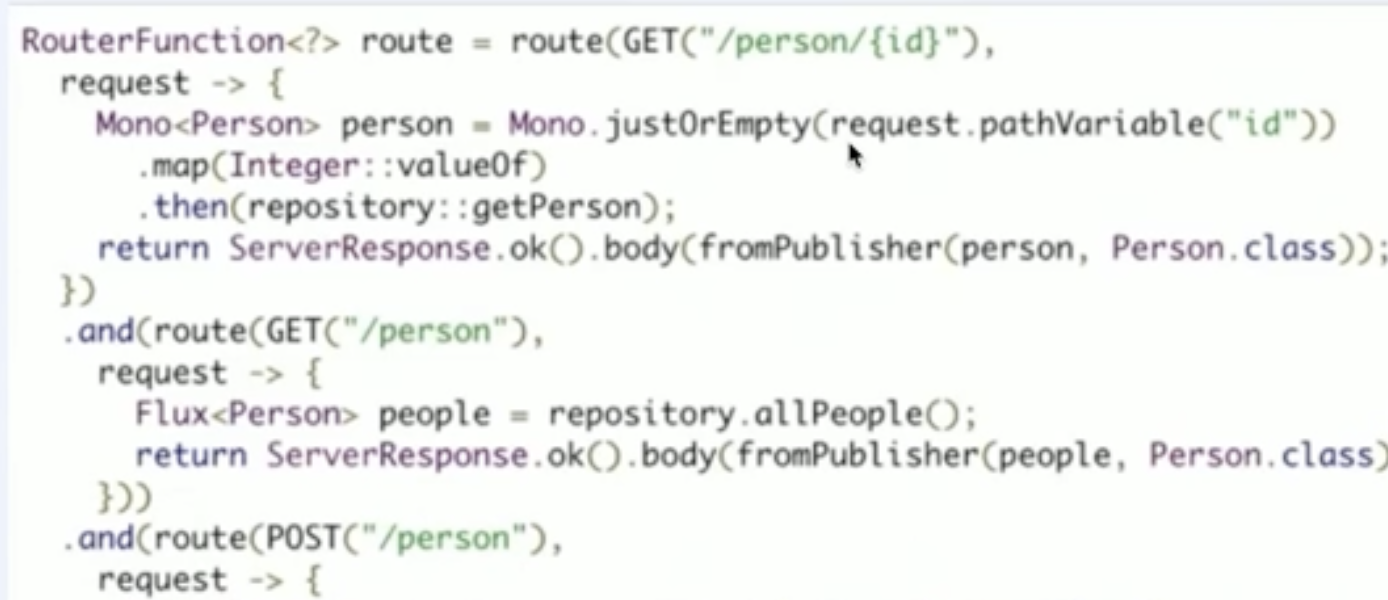 RouterFunction<?> route = route(GET("/person/{id}"),
request -> {
Mono<Person> person = Mono.justOrEmpty(request.pathVariable("id"))
.map(Integer::valueOf)
.then(repository::getPerson);
return ServerResponse.ok().body(fromPublisher(person, Person.class));
})
.and(route(GET("/person"),
request -> {
Flux<Person> people = repository.allPeople();
return ServerResponse.ok().body(fromPublisher(people, Person.class)
}))
.and(route(POST("/person"),
request -> {